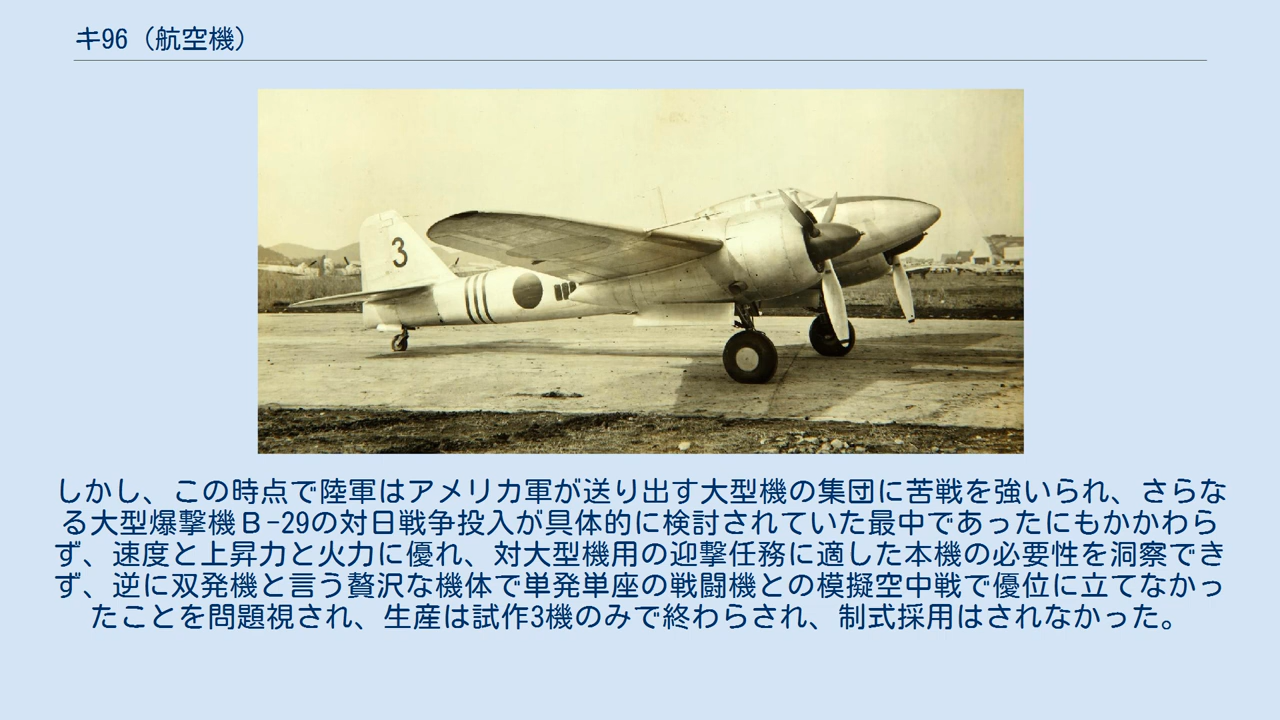 キ96（航空機）
3
しかし、この時点で陸軍はアメリカ軍が送り出す大型機の集団に苦戦を強いられ、さらな
る大型爆撃機Ｂ-29の対日戦争投入が具体的に検討されていた最中であったにもかかわら
ず、速度と上昇力と火力に優れ、対大型機用の迎撃任務に適した本機の必要性を洞察でき
ず、逆に双発機と言う贅沢な機体で単発単座の戦闘機との模擬空中戦で優位に立てなかっ
たことを問題視され、生産は試作3機のみで終わらされ、制式採用はされなかった。